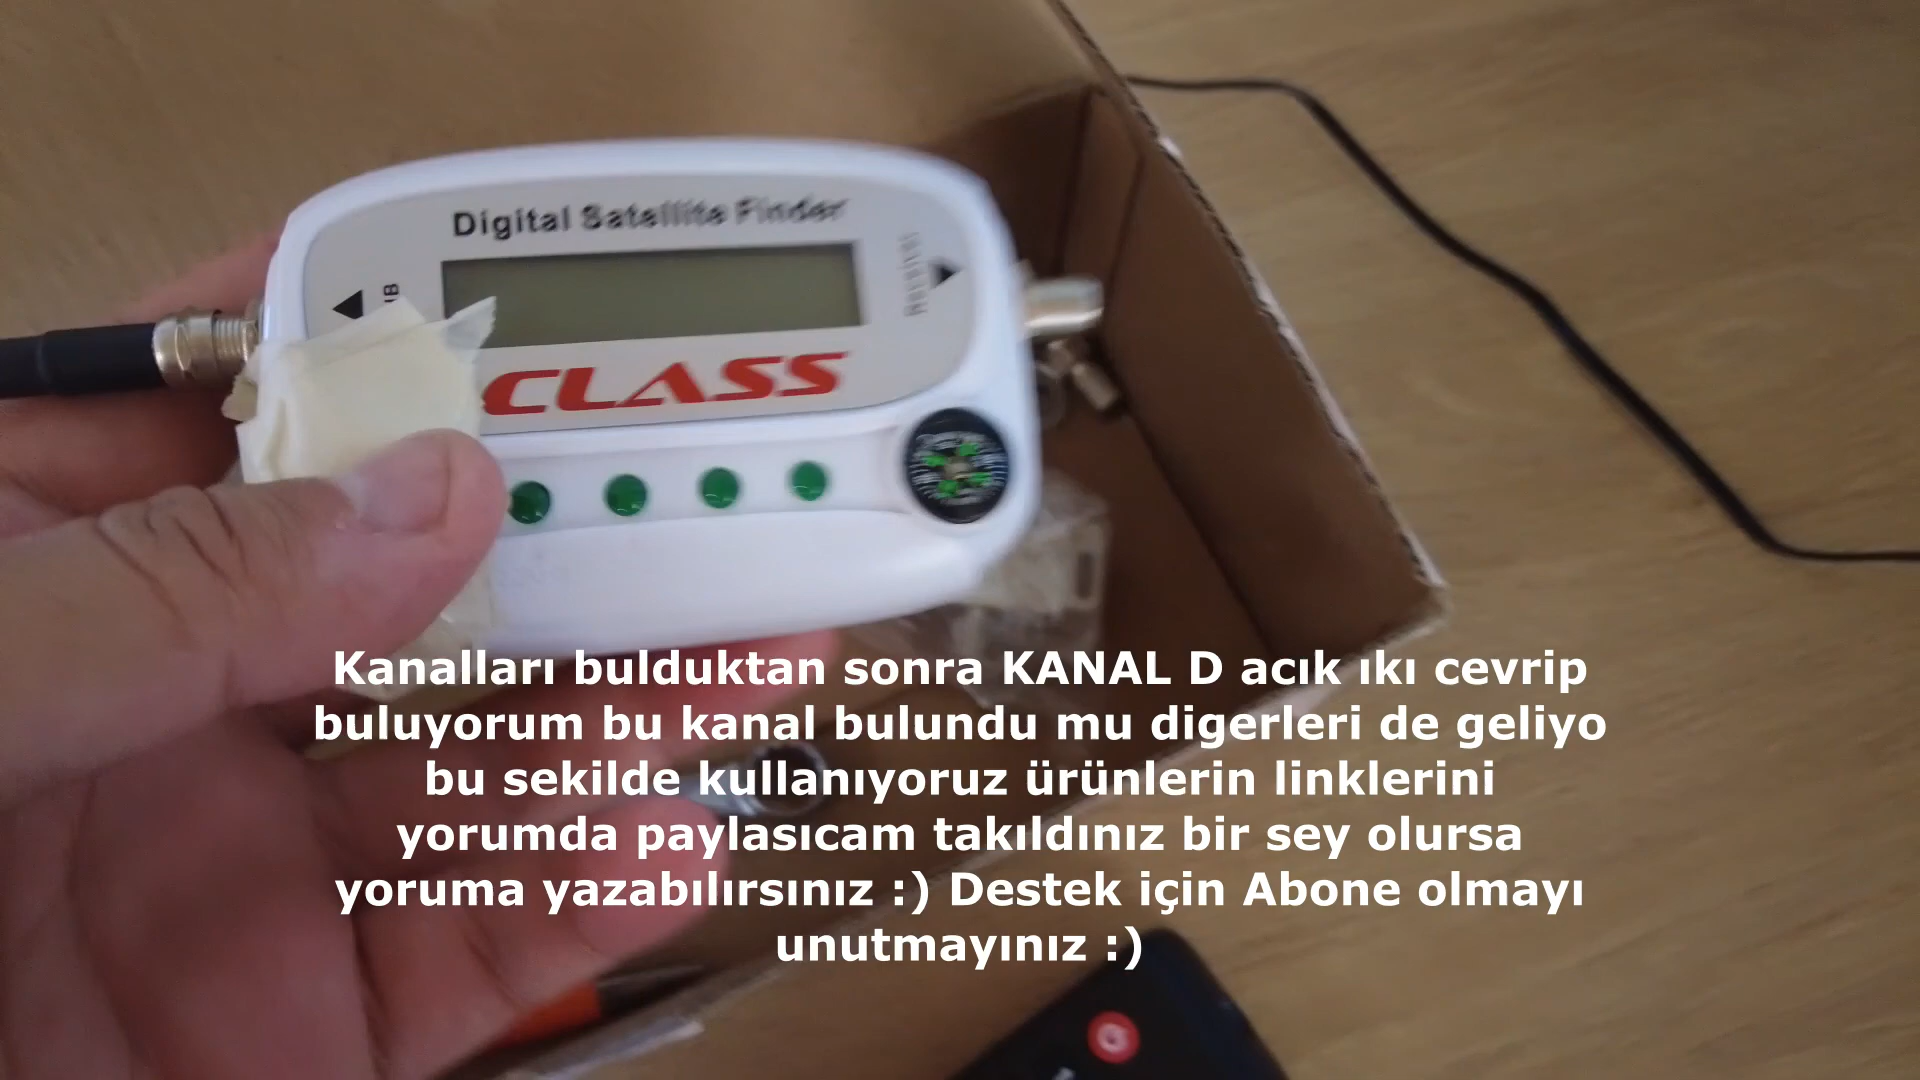 Digital Satellite Finder
Receiver
CLASS
Kanalları bulduktan sonra KANAL D acık ıkı cevrip
buluyorum bu kanal bulundu mu digerleri de geliyo
bu sekilde kullanıyoruz ürünlerin linklerini
yorumda paylasıcam takıldınız bir sey olursa
yoruma yazabılırsınız :) Destek için Abone olmayı
unutmayınız :)